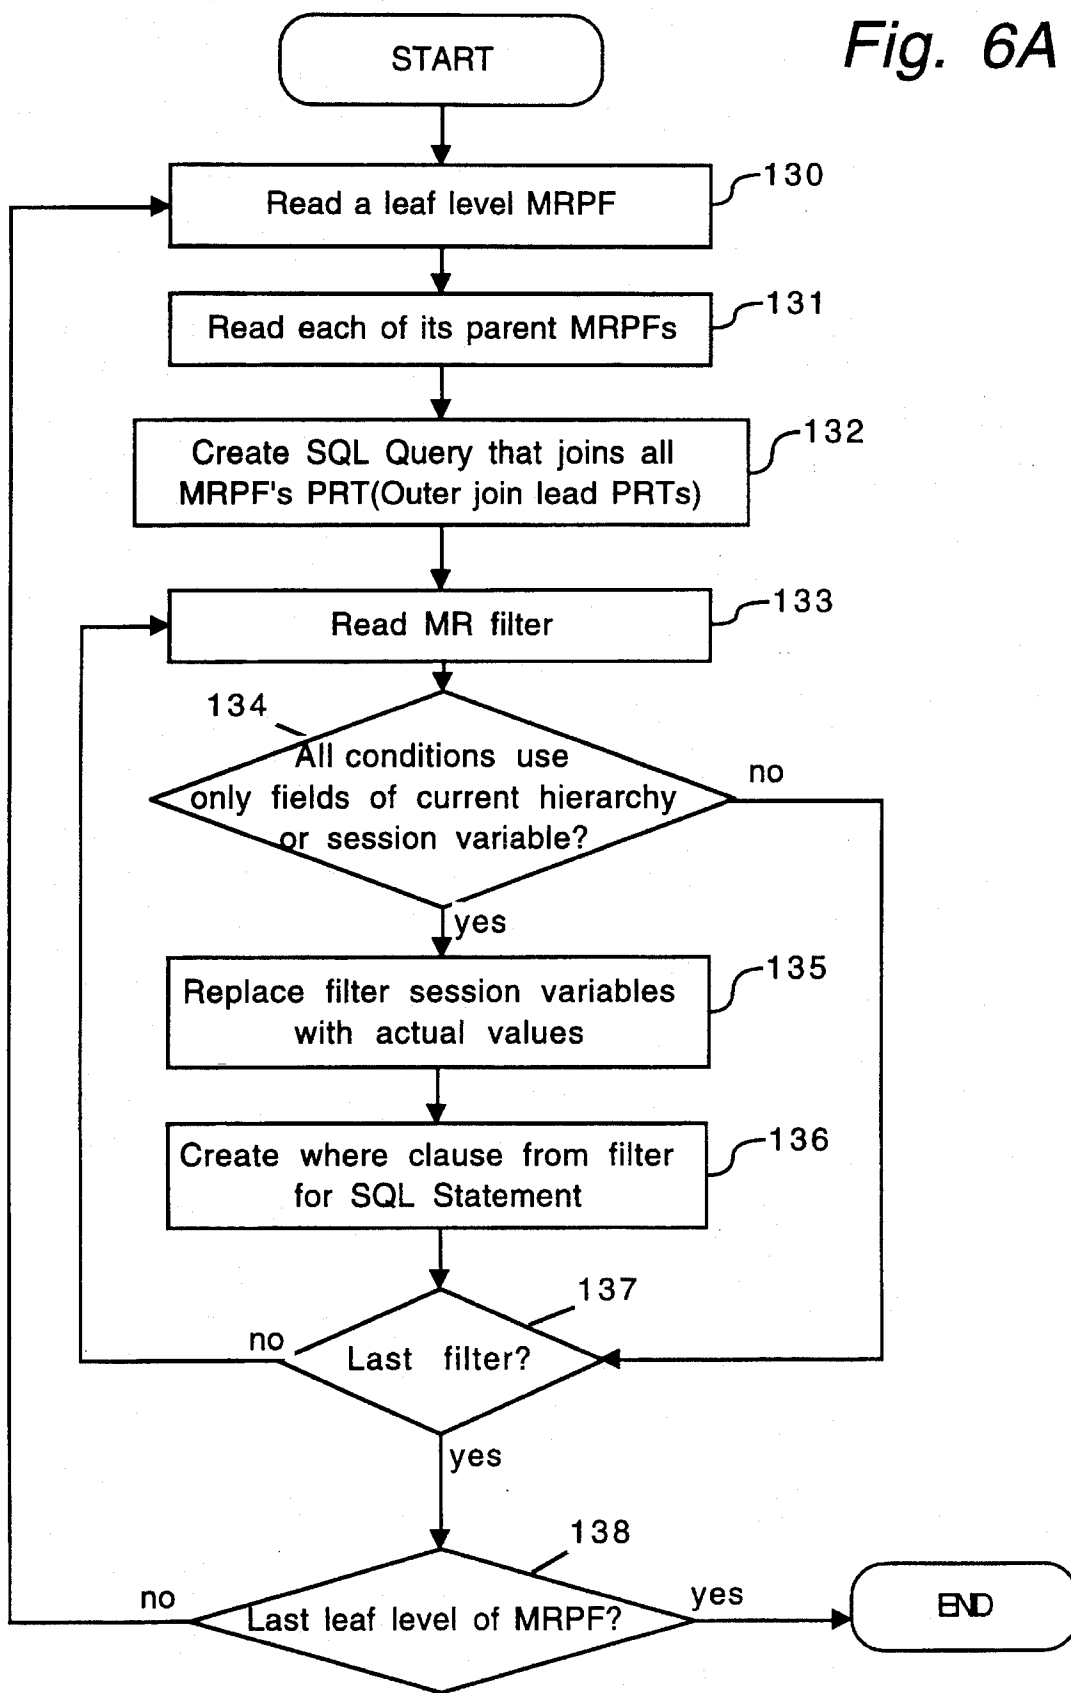 Fig. 6A
START
130
Read a leaf level MRPF
131
Read each of its parent MRPFs
132
Create SQL Query that joins all
MRPF's PRT(Outer join lead PRTs)
133
Read MR filter
134
All conditions use
only fields of current hierarchy
or session variable?
no
yes
135
Replace filter session variables
with actual values
136
Create where clause from filter
for SQL Statement
137
no
Last filter?
yes
138
no
Last leaf level of MRPF?
yes
END